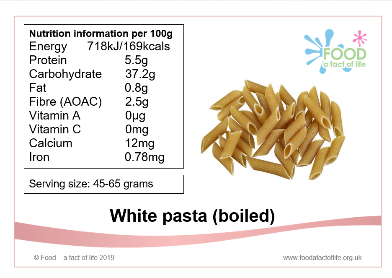 Nutrition information per 100g
Energy 718kJ/169kcals
Protein 5.5g
Carbohydrate 37.2g
Fat 0.8g
Fibre (AOAC) 2.5g
Vitamin A 0µg
Vitamin C 0mg
Calcium 12mg
Iron 0.78mg
Serving size: 45-65 grams
FOOD
a fact of life
White pasta (boiled)
© Food a fact of life 2019
www.foodafactoflife.org.uk